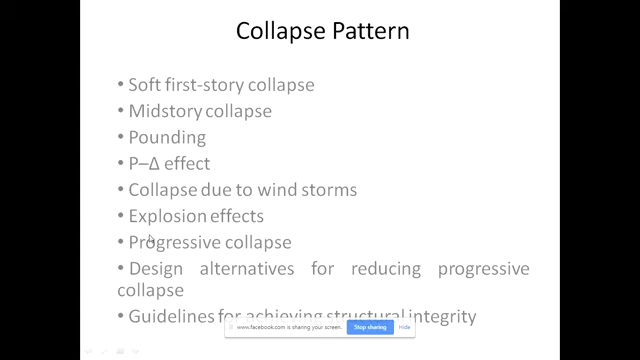 Collapse Pattern
• Soft first-story collapse
• Midstory collapse
• Pounding
• P–Δ effect
• Collapse due to wind storms
• Explosion effects
• Progressive collapse
• Design alternatives for reducing progressive
collapse
• Guidelines for achieving structural integrity
www.facebook.com is sharing your screen. Stop sharing Hide